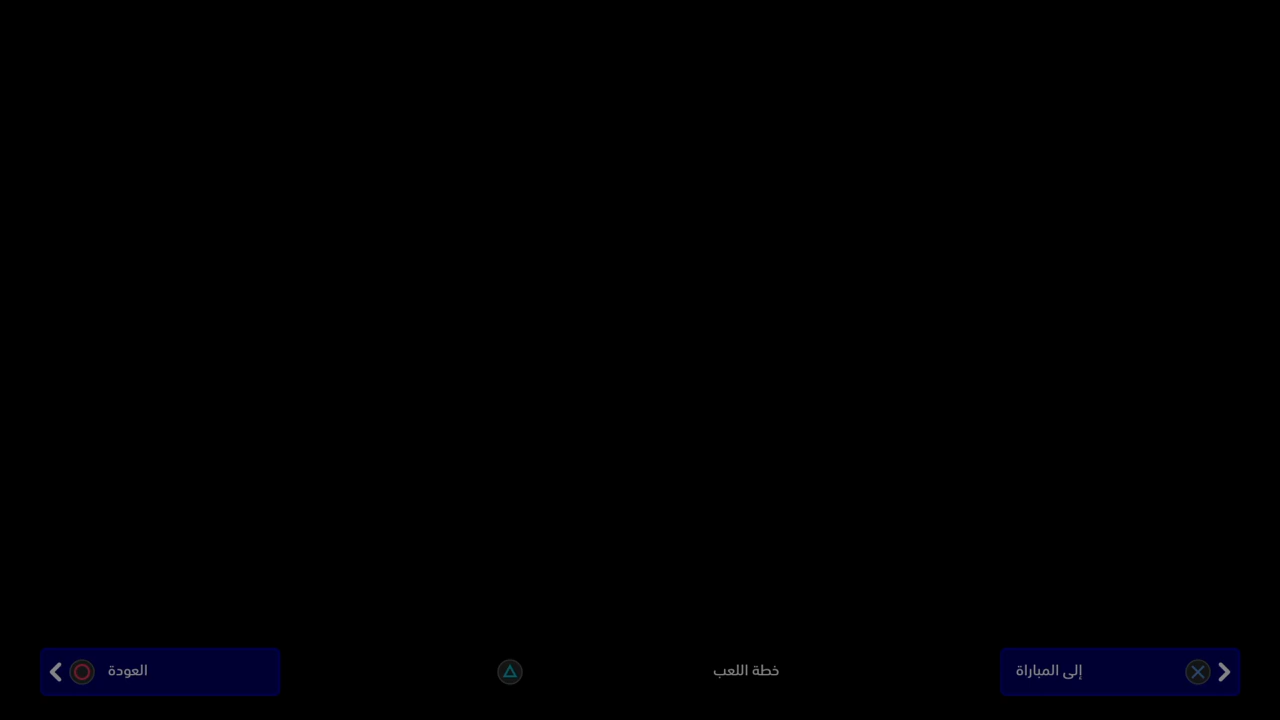 إلى المباراة
خطة اللعب
العودة